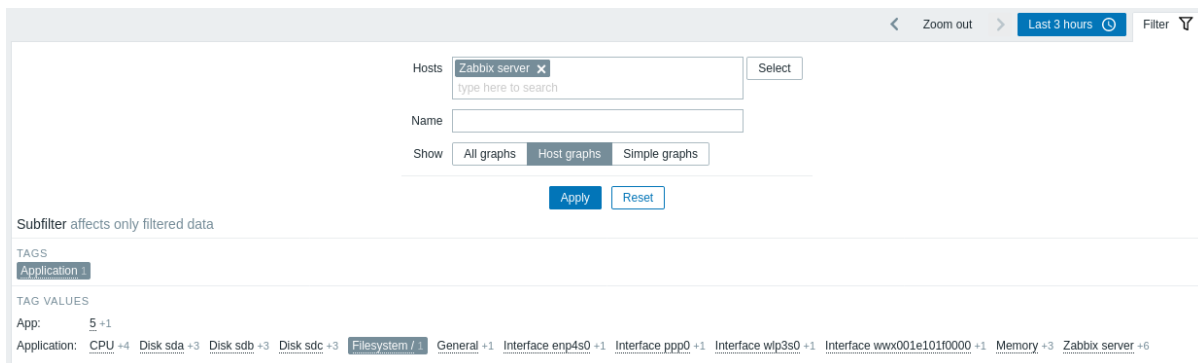 Zoom out Last 3 hours Filter
Hosts Zabbix server Select
type here to search
Name
Show All graphs Host graphs Simple graphs
Apply Reset
Subfilter affects only filtered data
TAGS
Application 1
TAG VALUES
App: 5 +1
Application: CPU +4 Disk sda +3 Disk sdb +3 Disk sdc +3 Filesystem / 1 General +1 Interface enp4s0 +1 Interface ppp0 +1 Interface wlp3s0 +1 Interface wwx001e101f0000 +1 Memory +3 Zabbix server +6